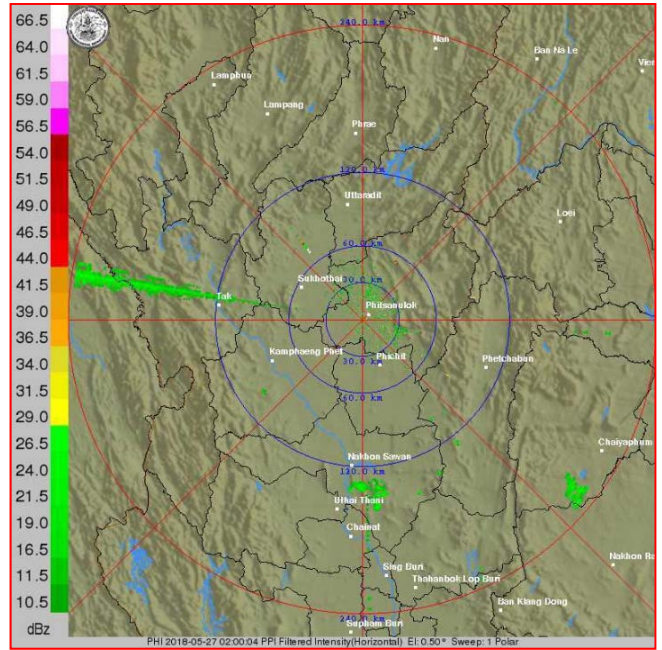 66.5
64.0
61.5
59.0
56.5
54.0
51.5
49.0
46.5
44.0
41.5
39.0
36.5
34.0
31.5
29.0
26.5
24.0
21.5
19.0
16.5
11.5
10.5
dBz
240.0 km
Nan
Ban Na Le
Vien
Lamphun
Lampang
Phrae
120.0 km
Uttaradit
Loei
60.0 km
Sukhothai
30.0 km
Tak
Phitsanulok
Kamphaeng Phet
30.0 km
Phichit
Phetchabun
60.0 km
Chaiyaphum
Nakhon Sawan
120.0 km
Uthai Thani
Chainat
Nakhon Ra
Sing Buri
Thahanbok Lop Buri
Ban Klang Dong
240.0 km
Suphan Buri
PHI 2018-05-27 02:00:04 PPI Filtered Intensity(Horizontal) El: 0.50° Sweep: 1 Polar